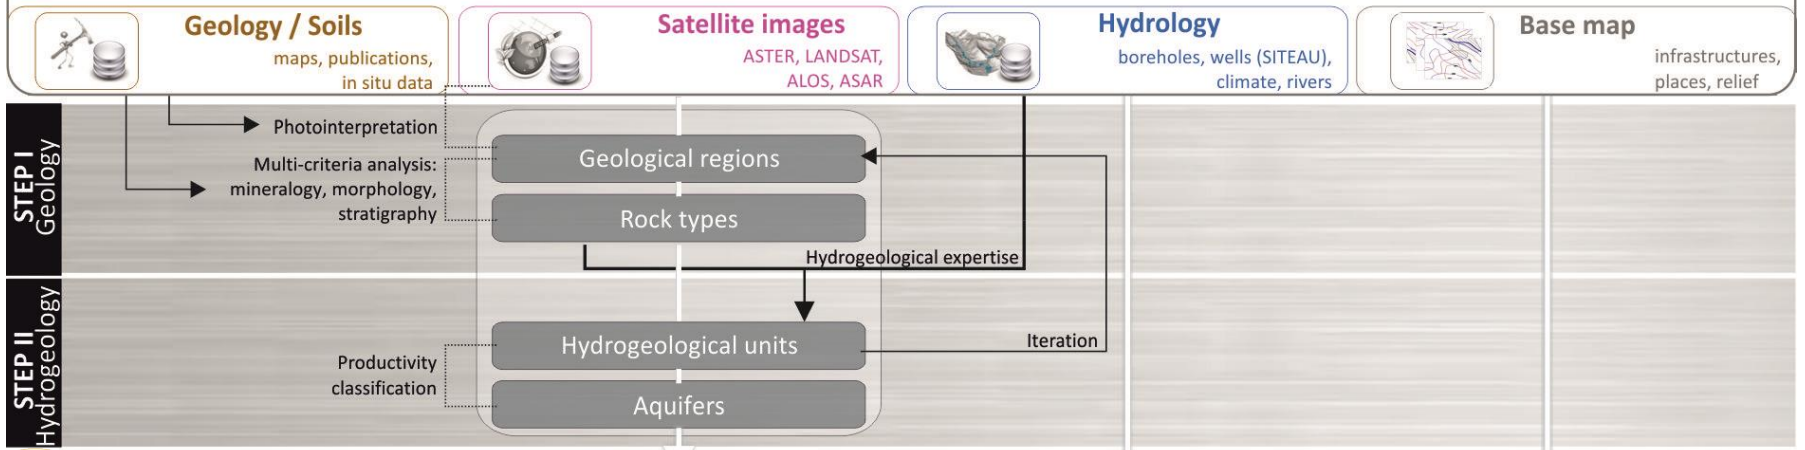 Geology / Soils
maps, publications,
in situ data
Satellite images
ASTER, LANDSAT,
ALOS, ASAR
Hydrology
boreholes, wells (SITEAU),
climate, rivers
Base map
infrastructures,
places, relief
STEP I
Geology
Photointerpretation
Multi-criteria analysis:
mineralogy, morphology,
stratigraphy
Geological regions
Rock types
Hydrogeological expertise
STEP II
Hydrogeology
Productivity
classification
Hydrogeological units
Aquifers
Iteration